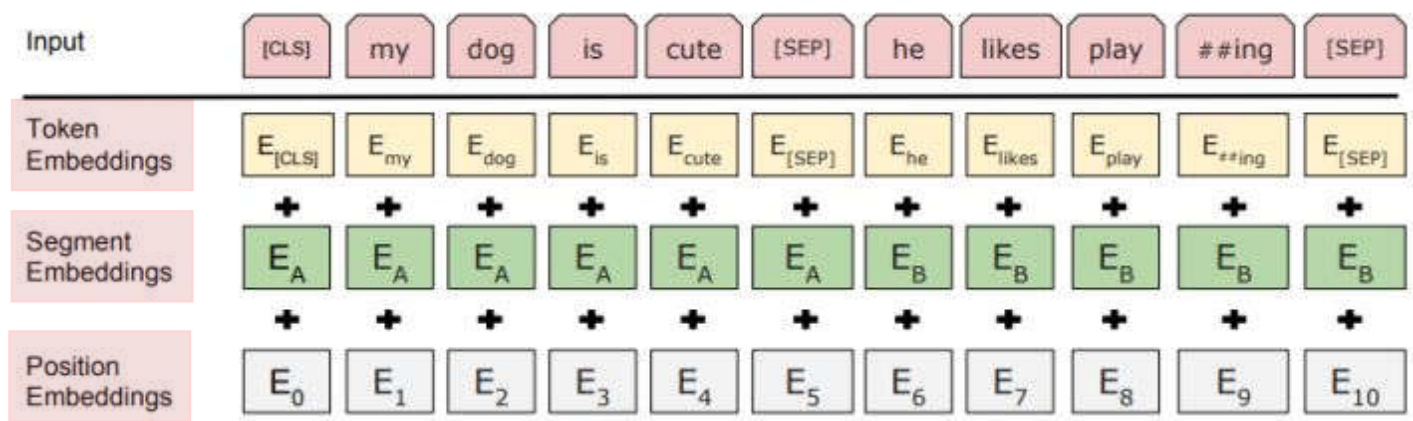 Input [CLS] my dog is cute [SEP] he likes play ##ing [SEP]
Token
Embeddings E[CLS] Emy Edog Eis Ecute E[SEP] Ehe Elikes Eplay E##ing E[SEP]
+ + + + + + + + + + +
Segment
Embeddings EA EA EA EA EA EA EB EB EB EB EB
+ + + + + + + + + + +
Position
Embeddings E0 E1 E2 E3 E4 E5 E6 E7 E8 E9 E10